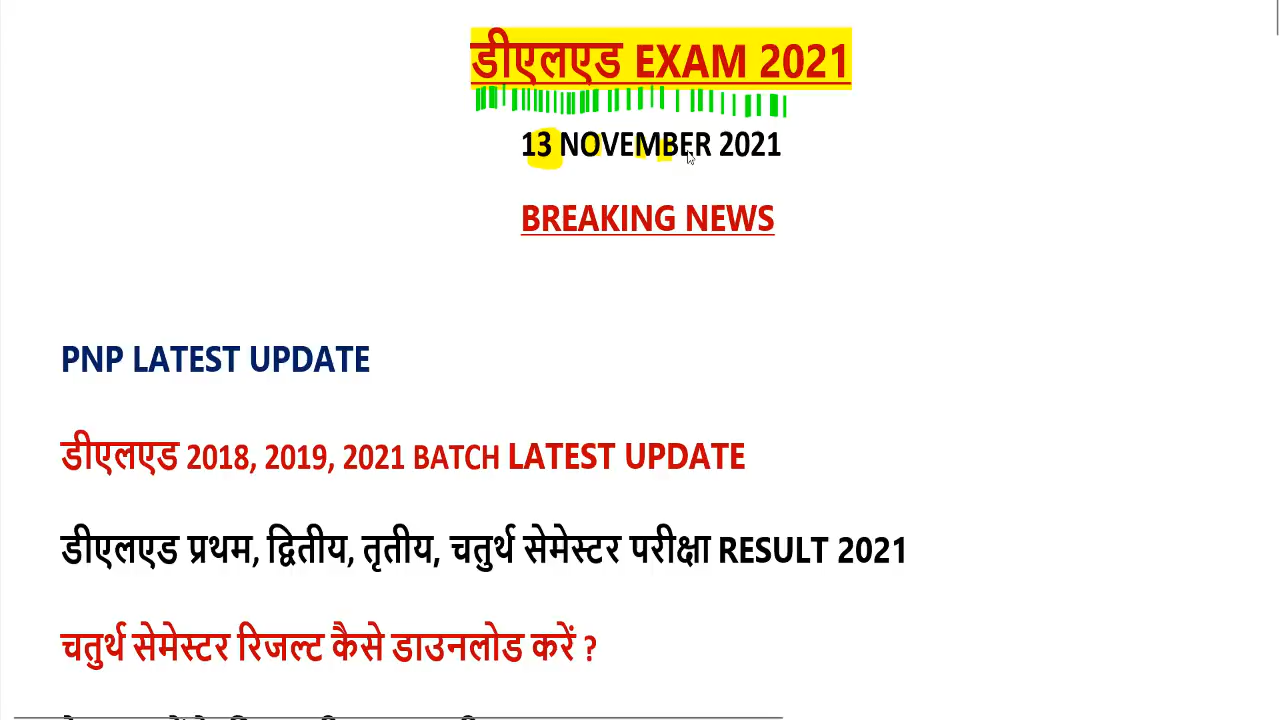 डीएलएड EXAM 2021
13 NOVEMBER 2021
BREAKING NEWS
PNP LATEST UPDATE
डीएलएड 2018, 2019, 2021 BATCH LATEST UPDATE
डीएलएड प्रथम, द्वितीय, तृतीय, चतुर्थ सेमेस्टर परीक्षा RESULT 2021
चतुर्थ सेमेस्टर रिजल्ट कैसे डाउनलोड करें ?